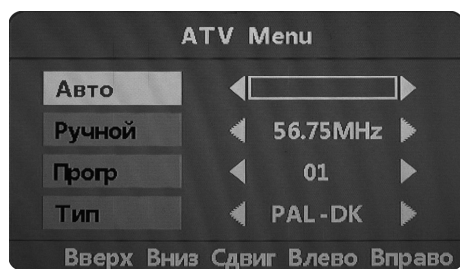 ATV Menu
Авто
Ручной 56.75MHz
Прогр 01
Тип PAL-DK
Вверх Вниз Сдвиг Влево Вправо